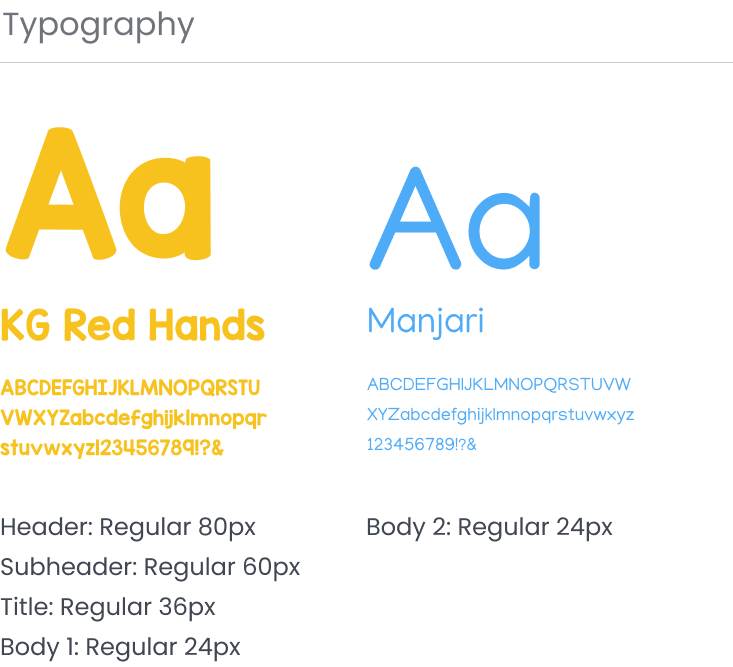 Typography
Aa
KG Red Hands
ABCDEFGHIJKLMNOPQRSTU
VWXYZabcdefghijklmnopqr
stuvwxyz123456789!?&
Header: Regular 80px
Subheader: Regular 60px
Title: Regular 36px
Body 1: Regular 24px
Aa
Manjari
ABCDEFGHIJKLMNOPQRSTUVW
XYZabcdefghijklmnopqrstuvwxyz
123456789!?&
Body 2: Regular 24px